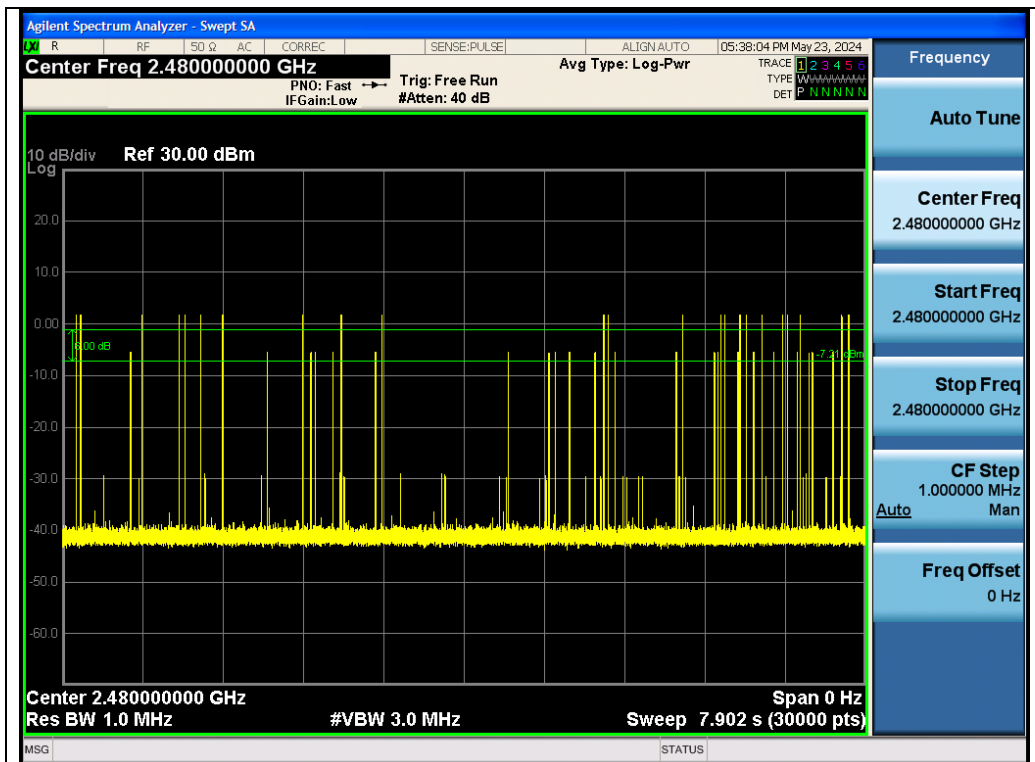 Agilent Spectrum Analyzer - Swept SA
LXI R RF 50 Ω AC CORREC SENSE:PULSE ALIGN AUTO 05:38:04 PM May 23, 2024
Center Freq 2.480000000 GHz
PNO: Fast
IFGain:Low
Trig: Free Run
#Atten: 40 dB
Avg Type: Log-Pwr
TRACE 1 2 3 4 5 6
TYPE
DET P N N N N N
10 dB/div Ref 30.00 dBm
Log
20.0
10.0
0.00
6.00 dB
-7.21 dBm
-10.0
-20.0
-30.0
-40.0
-50.0
-60.0
Center 2.480000000 GHz Span 0 Hz
Res BW 1.0 MHz #VBW 3.0 MHz Sweep 7.902 s (30000 pts)
MSG STATUS
Frequency
Auto Tune
Center Freq
2.480000000 GHz
Start Freq
2.480000000 GHz
Stop Freq
2.480000000 GHz
CF Step
1.000000 MHz
Auto Man
Freq Offset
0 Hz